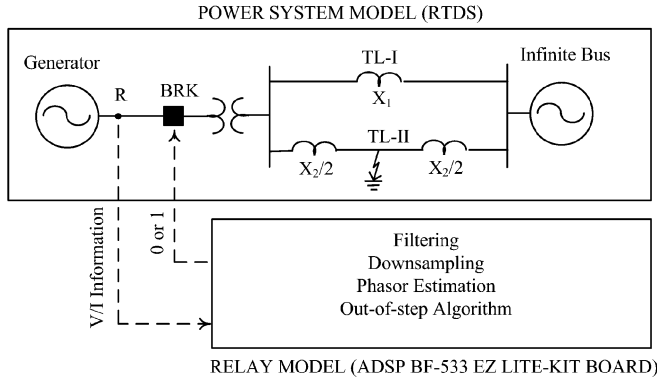 POWER SYSTEM MODEL (RTDS)
Generator
R
BRK
TL-I
X₁
Infinite Bus
TL-II
X₂/2
X₂/2
V/I Information
0 or 1
Filtering
Downsampling
Phasor Estimation
Out-of-step Algorithm
RELAY MODEL (ADSP BF-533 EZ LITE-KIT BOARD)